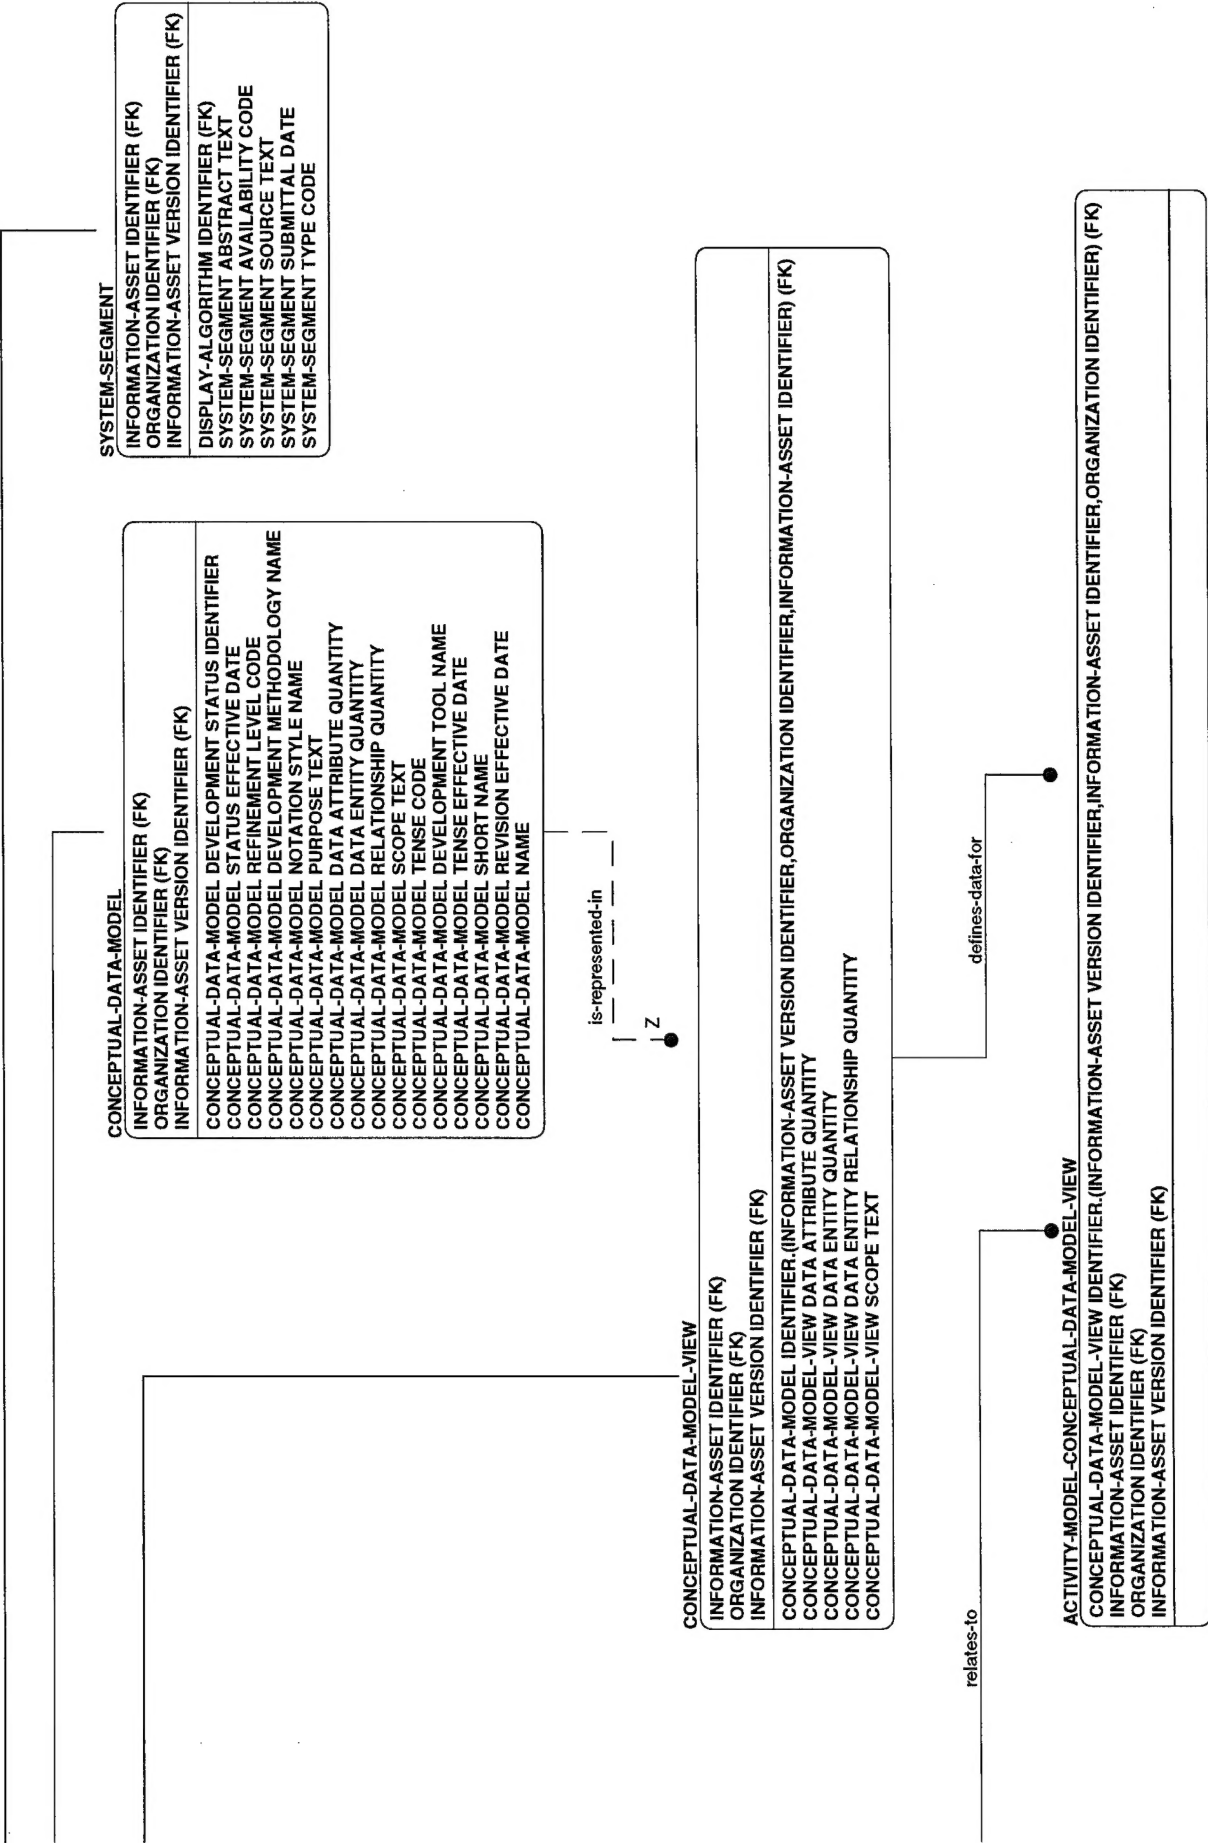 SYSTEM-SEGMENT
INFORMATION-ASSET IDENTIFIER (FK)
ORGANIZATION IDENTIFIER (FK)
INFORMATION-ASSET VERSION IDENTIFIER (FK)
DISPLAY-ALGORITHM IDENTIFIER (FK)
SYSTEM-SEGMENT ABSTRACT TEXT
SYSTEM-SEGMENT AVAILABILITY CODE
SYSTEM-SEGMENT SOURCE TEXT
SYSTEM-SEGMENT SUBMITTAL DATE
SYSTEM-SEGMENT TYPE CODE
CONCEPTUAL-DATA-MODEL
INFORMATION-ASSET IDENTIFIER (FK)
ORGANIZATION IDENTIFIER (FK)
INFORMATION-ASSET VERSION IDENTIFIER (FK)
CONCEPTUAL-DATA-MODEL DEVELOPMENT STATUS IDENTIFIER
CONCEPTUAL-DATA-MODEL STATUS EFFECTIVE DATE
CONCEPTUAL-DATA-MODEL REFINEMENT LEVEL CODE
CONCEPTUAL-DATA-MODEL DEVELOPMENT METHODOLOGY NAME
CONCEPTUAL-DATA-MODEL NOTATION STYLE NAME
CONCEPTUAL-DATA-MODEL PURPOSE TEXT
CONCEPTUAL-DATA-MODEL DATA ATTRIBUTE QUANTITY
CONCEPTUAL-DATA-MODEL DATA ENTITY QUANTITY
CONCEPTUAL-DATA-MODEL RELATIONSHIP QUANTITY
CONCEPTUAL-DATA-MODEL SCOPE TEXT
CONCEPTUAL-DATA-MODEL TENSE CODE
CONCEPTUAL-DATA-MODEL DEVELOPMENT TOOL NAME
CONCEPTUAL-DATA-MODEL TENSE EFFECTIVE DATE
CONCEPTUAL-DATA-MODEL SHORT NAME
CONCEPTUAL-DATA-MODEL REVISION EFFECTIVE DATE
CONCEPTUAL-DATA-MODEL NAME
is-represented-in
Z
CONCEPTUAL-DATA-MODEL-VIEW
INFORMATION-ASSET IDENTIFIER (FK)
ORGANIZATION IDENTIFIER (FK)
INFORMATION-ASSET VERSION IDENTIFIER (FK)
CONCEPTUAL-DATA-MODEL IDENTIFIER.(INFORMATION-ASSET VERSION IDENTIFIER,ORGANIZATION IDENTIFIER,INFORMATION-ASSET IDENTIFIER) (FK)
CONCEPTUAL-DATA-MODEL-VIEW DATA ATTRIBUTE QUANTITY
CONCEPTUAL-DATA-MODEL-VIEW DATA ENTITY QUANTITY
CONCEPTUAL-DATA-MODEL-VIEW DATA ENTITY RELATIONSHIP QUANTITY
CONCEPTUAL-DATA-MODEL-VIEW SCOPE TEXT
relates-to
defines-data-for
ACTIVITY-MODEL-CONCEPTUAL-DATA-MODEL-VIEW
CONCEPTUAL-DATA-MODEL-VIEW IDENTIFIER.(INFORMATION-ASSET VERSION IDENTIFIER,INFORMATION-ASSET IDENTIFIER,ORGANIZATION IDENTIFIER) (FK)
INFORMATION-ASSET IDENTIFIER (FK)
ORGANIZATION IDENTIFIER (FK)
INFORMATION-ASSET VERSION IDENTIFIER (FK)